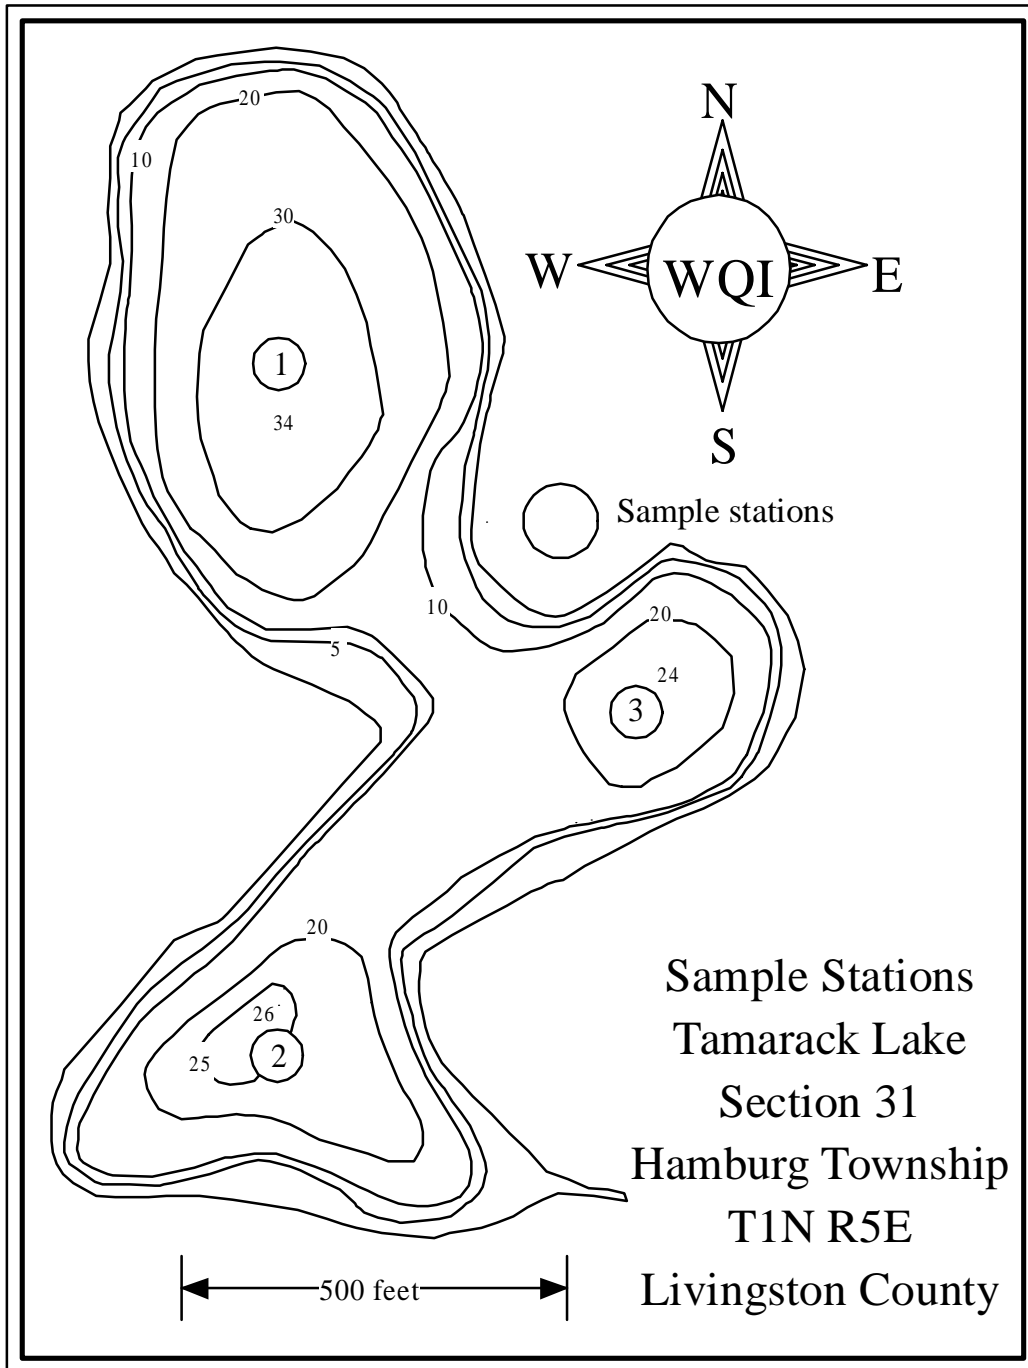 20
N
10
30
W
WQI
E
1
34
S
Sample stations
10
20
5
24
3
20
26
25
2
Sample Stations
Tamarack Lake
Section 31
Hamburg Township
T1N R5E
Livingston County
500 feet